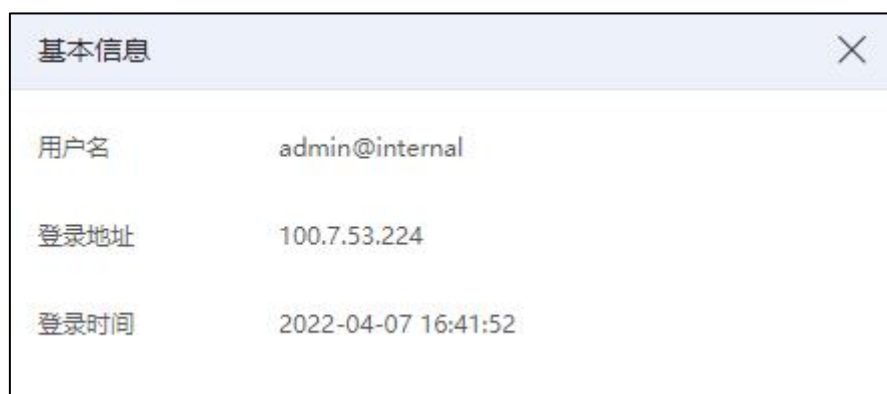 基本信息
用户名 admin@internal
登录地址 100.7.53.224
登录时间 2022-04-07 16:41:52